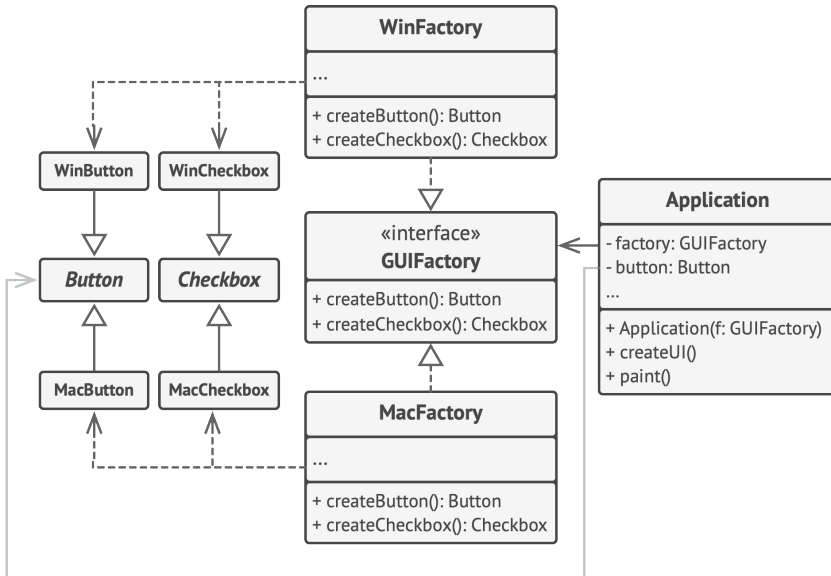 WinFactory
...
+ createButton(): Button
+ createCheckbox(): Checkbox
WinButton
WinCheckbox
Button
Checkbox
MacButton
MacCheckbox
«interface»
GUIFactory
+ createButton(): Button
+ createCheckbox(): Checkbox
MacFactory
...
+ createButton(): Button
+ createCheckbox(): Checkbox
Application
- factory: GUIFactory
- button: Button
...
+ Application(f: GUIFactory)
+ createUI()
+ paint()